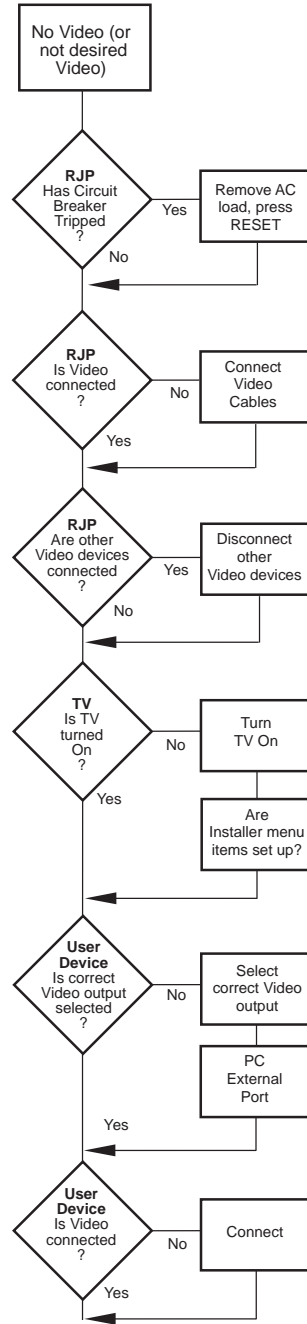 No Video (or
not desired
Video)
RJP
Has Circuit
Breaker
Tripped
?
Yes
Remove AC
load, press
RESET
No
RJP
Is Video
connected
?
No
Connect
Video
Cables
Yes
RJP
Are other
Video devices
connected
?
Yes
Disconnect
other
Video devices
No
TV
Is TV
turned
On
?
No
Turn
TV On
Yes
Are
Installer menu
items set up?
User
Device
Is correct
Video output
selected
?
No
Select
correct Video
output
PC
External
Port
Yes
User
Device
Is Video
connected
?
No
Connect
Yes